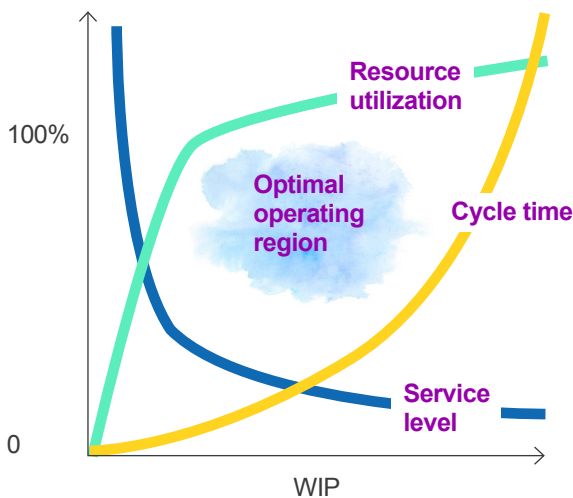 Resource
utilization
100%
Optimal
operating
region
Cycle time
Service
level
0
WIP